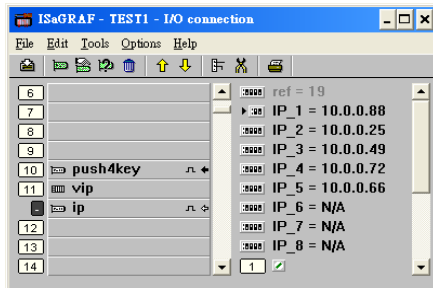 ISaGRAF - TEST1 - I/O connection
File Edit Tools Options Help
6
7
8
9
10 push4key
11 vip
ip
12
13
14
ref = 19
IP_1 = 10.0.0.88
IP_2 = 10.0.0.25
IP_3 = 10.0.0.49
IP_4 = 10.0.0.72
IP_5 = 10.0.0.66
IP_6 = N/A
IP_7 = N/A
IP_8 = N/A
1